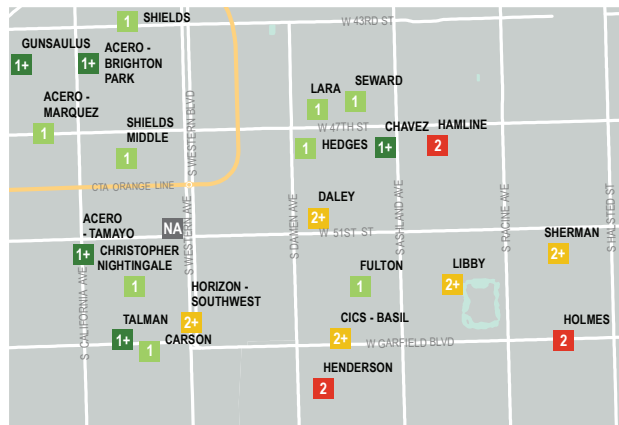 SHIELDS
1
W 43RD ST
GUNSAULUS
1+
1+
ACERO -
BRIGHTON
PARK
S WESTERN BLVD
ACERO -
MARQUEZ
1
SHIELDS
MIDDLE
1
LARA
1
SEWARD
1
W 47TH ST
HEDGES
1
CHAVEZ
1+
HAMLINE
2
CTA ORANGE LINE
ACERO
- TAMAYO
1+
NA
S WESTERN AVE
S DAMEN AVE
S ASHLAND AVE
S RACINE AVE
S HALSTED ST
DALEY
2+
W 51ST ST
SHERMAN
2+
CHRISTOPHER
NIGHTINGALE
1
HORIZON -
SOUTHWEST
2+
FULTON
1
LIBBY
2+
S CALIFORNIA AVE
TALMAN
1+
CARSON
1
CICS - BASIL
2+
W GARFIELD BLVD
HOLMES
2
HENDERSON
2